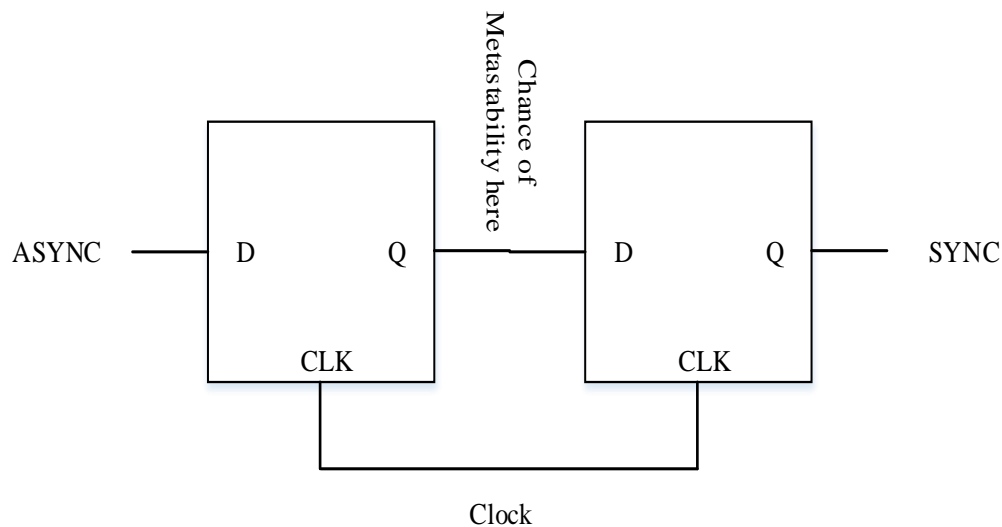 Chance of
Metastability here
ASYNC
D
Q
CLK
D
Q
CLK
SYNC
Clock